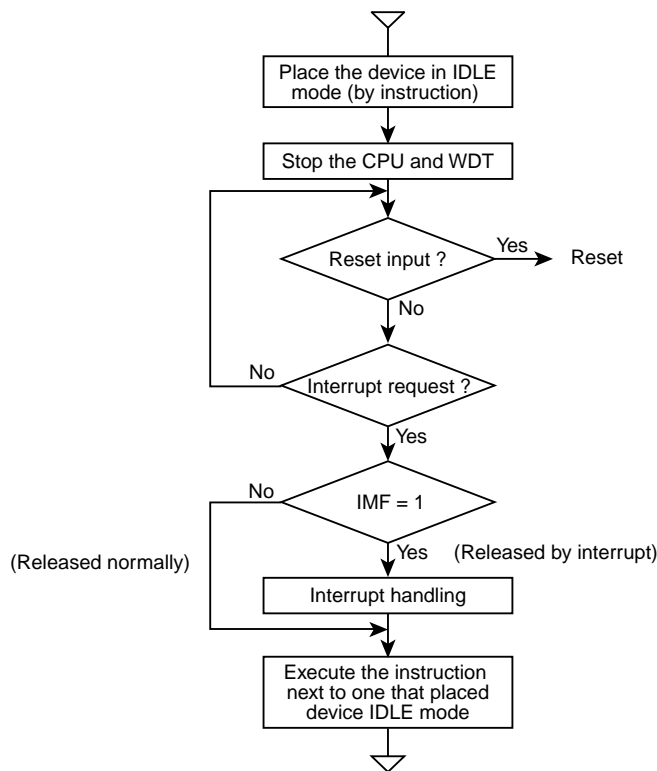 Place the device in IDLE
mode (by instruction)
Stop the CPU and WDT
Reset input ?
Yes
Reset
No
Interrupt request ?
No
Yes
IMF = 1
No
Yes
(Released by interrupt)
(Released normally)
Interrupt handling
Execute the instruction
next to one that placed
device IDLE mode